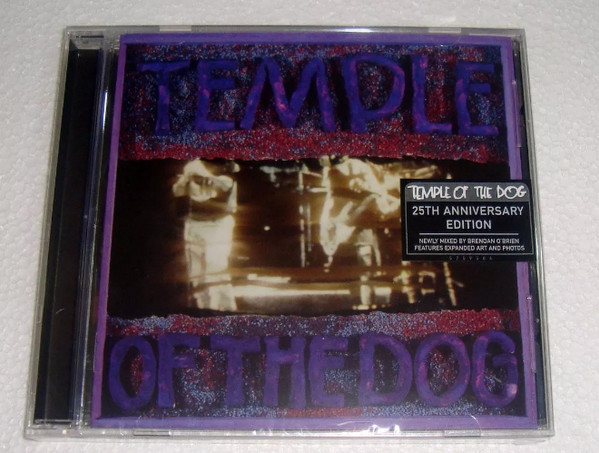 TEMPLE
TEMPLE OF THE DOG
25TH ANNIVERSARY
EDITION
NEWLY MIXED BY BRENDAN O'BRIEN
FEATURES EXPANDED ART AND PHOTOS
OF THE DOG